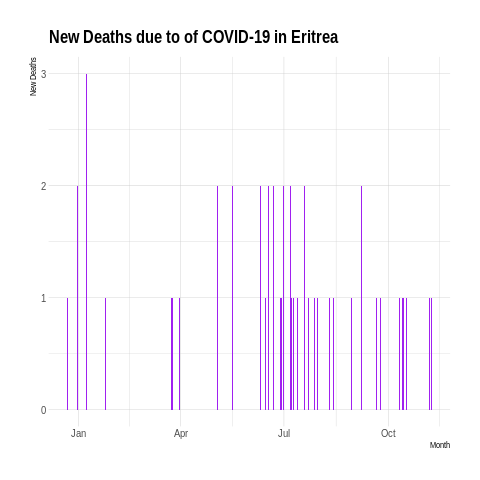 New Deaths due to of COVID-19 in Eritrea
New Deaths
3
2
1
0
Jan Apr Jul Oct
Month